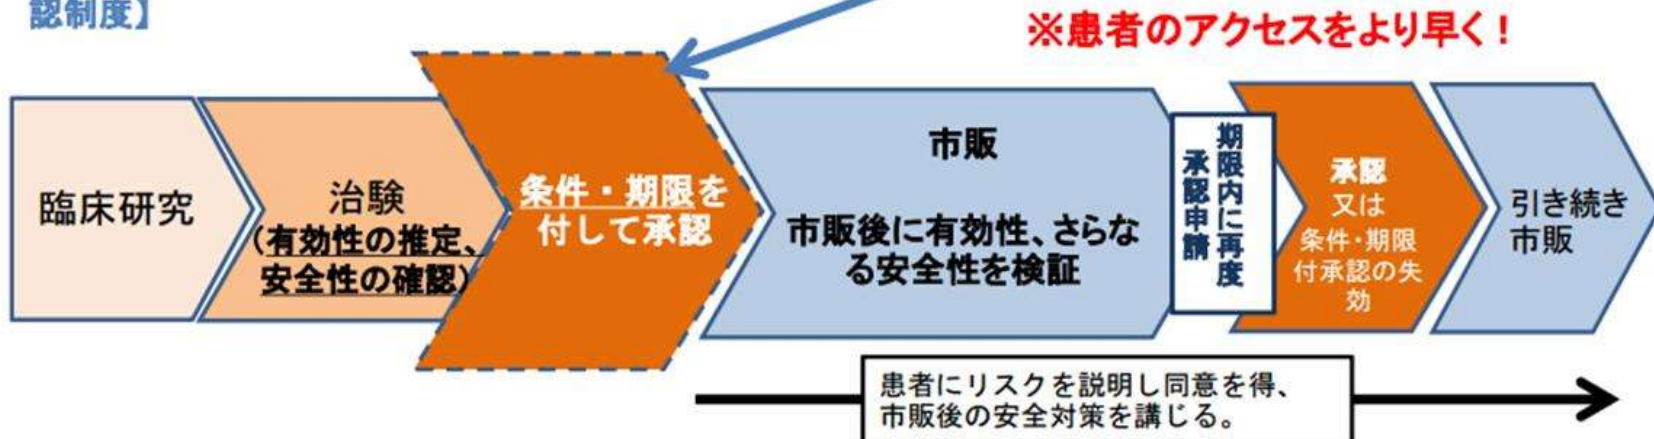 認制度】
※患者のアクセスをより早く！
臨床研究
治験
（有効性の推定、
安全性の確認）
条件・期限を
付して承認
市販
市販後に有効性、さらな
る安全性を検証
期限内に再度
承認申請
承認
又は
条件・期限
付承認の失
効
引き続き
市販
患者にリスクを説明し同意を得、
市販後の安全対策を講じる。